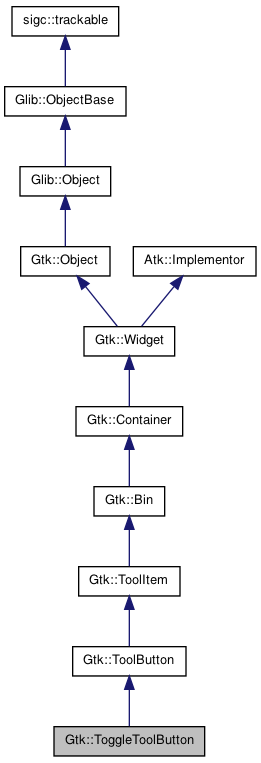 sigc::trackable
Glib::ObjectBase
Glib::Object
Gtk::Object
Atk::Implementor
Gtk::Widget
Gtk::Container
Gtk::Bin
Gtk::ToolItem
Gtk::ToolButton
Gtk::ToggleToolButton